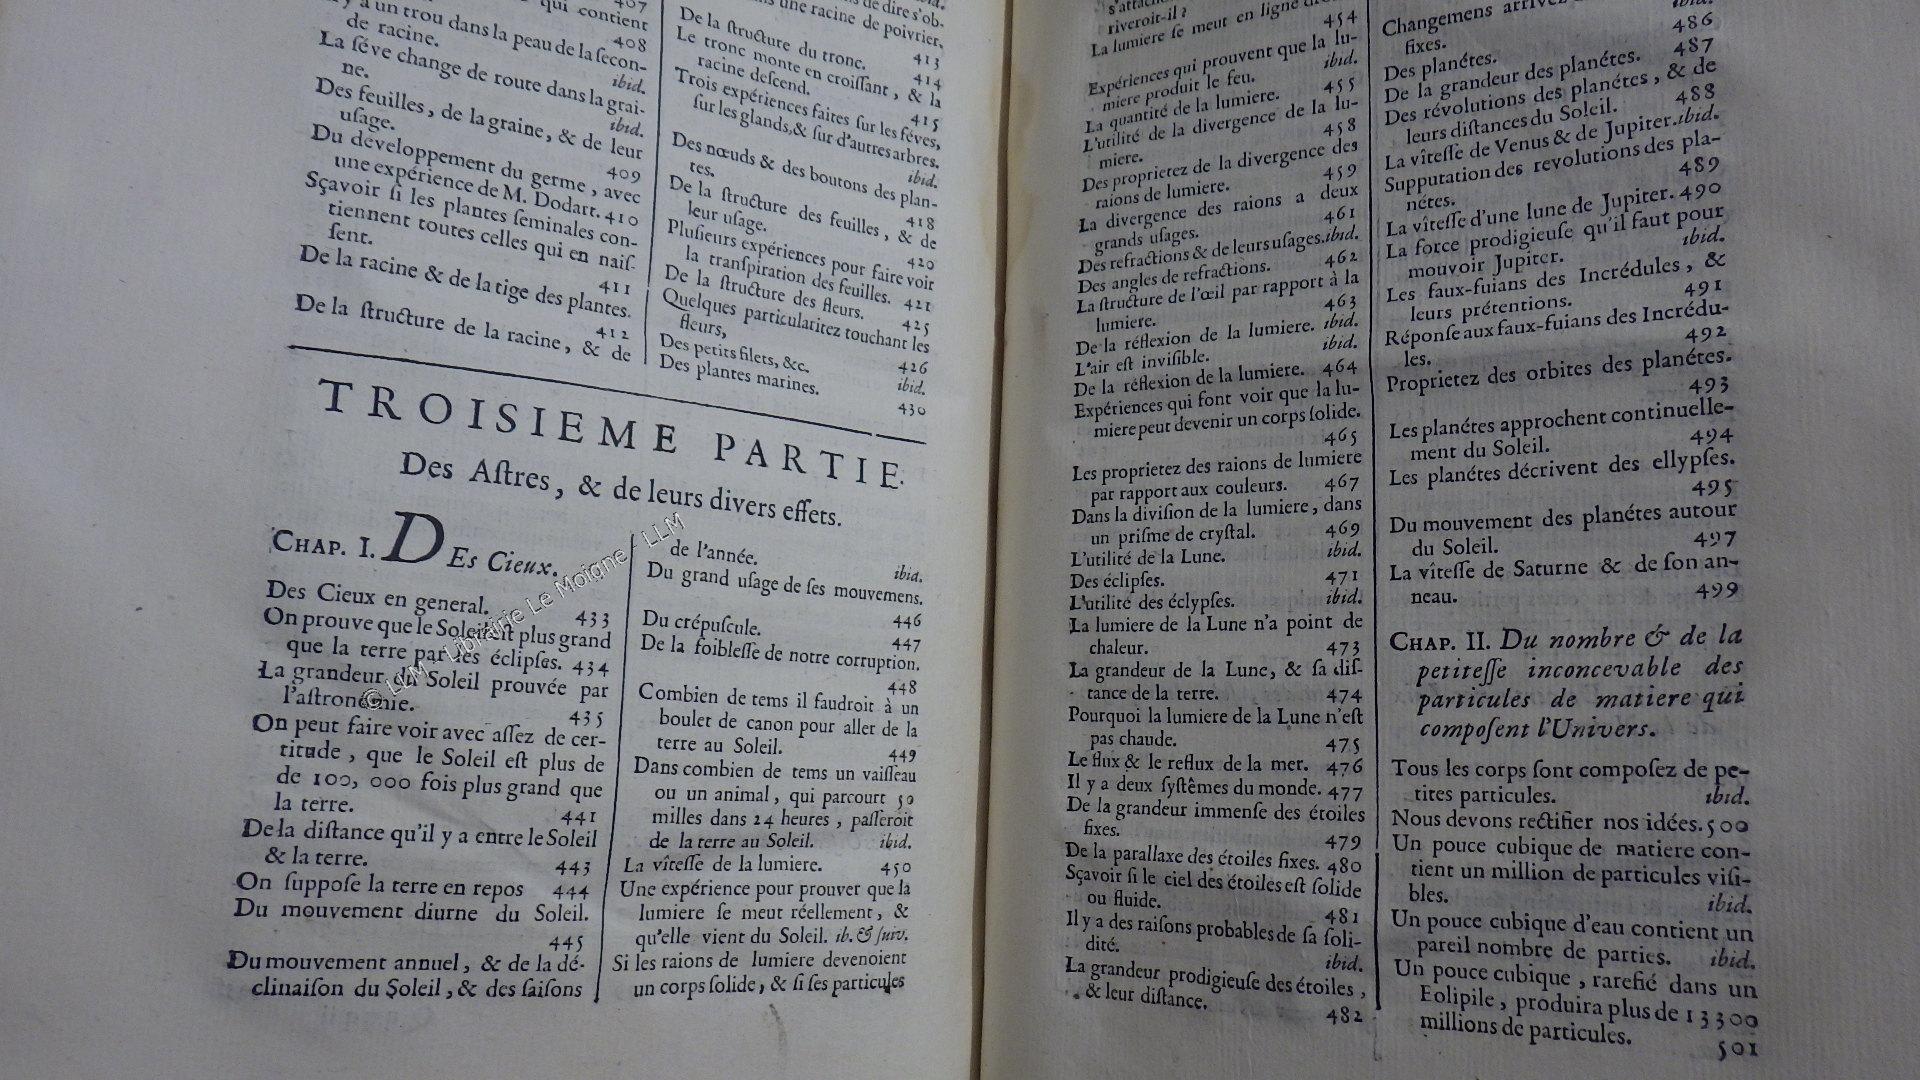 407
qui contient
408
y a un trou dans la peau de la ſecon-
de racine.
ibid.
La ſéve change de route dans la grai-
ne.
ibid.
Des feuilles, de la graine, & de leur
uſage.
409
Du développement du germe, avec
une expérience de M. Dodart. 410
Sçavoir ſi les plantes ſeminales con-
tiennent toutes celles qui en naiſ-
ſent.
411
De la racine & de la tige des plantes.
412
De la ſtructure de la racine, & de
de dire s'ob-
une racine de poivrier.
413
De la ſtructure du tronc.
414
Le tronc monte en croiſſant, & la
racine deſcend.
415
Trois expériences faites ſur les féves,
ſur les glands, & ſur d'autres arbres.
ibid.
Des nœuds & des boutons des plan-
tes.
418
De la ſtructure des feuilles, & de
leur uſage.
420
Pluſieurs expériences pour faire voir
la tranſpiration des feuilles. 421
De la ſtructure des fleurs.
425
Quelques particularitez touchant les
fleurs,
426
Des petits filets, &c.
ibid.
Des plantes marines.
430
TROISIEME PARTIE.
Des Aſtres, & de leurs divers effets.
CHAP. I. DEs Cieux.
Des Cieux en general.
433
On prouve que le Soleil eſt plus grand
que la terre par les éclipſes. 434
La grandeur du Soleil prouvée par
l'aſtronomie.
435
On peut faire voir avec aſſez de cer-
titude, que le Soleil eſt plus de
de 100, 000 fois plus grand que
la terre.
441
De la diſtance qu'il y a entre le Soleil
& la terre.
443
On ſuppoſe la terre en repos 444
Du mouvement diurne du Soleil.
445
Du mouvement annuel, & de la dé-
clinaiſon du Soleil, & des ſaiſons
de l'année.
ibid.
Du grand uſage de ſes mouvemens.
446
Du crépuſcule.
447
De la foibleſſe de notre corruption.
448
Combien de tems il faudroit à un
boulet de canon pour aller de la
terre au Soleil.
449
Dans combien de tems un vaiſſeau
ou un animal, qui parcourt 50
milles dans 24 heures, paſſeroit
de la terre au Soleil. ibid.
La vîteſſe de la lumiere. 450
Une expérience pour prouver que la
lumiere ſe meut réellement, &
qu'elle vient du Soleil. ib. & ſuiv.
Si les raions de lumiere devenoient
un corps ſolide, & ſi ſes particules
© LLM - Librairie Le Moigne - LLM
s'attach
riveroit-il?
454
La lumiere ſe meut en ligne
Expériences qui prouvent que la lu-
miere produit le feu.
ibid.
La quantité de la lumiere. 455
L'utilité de la divergence de la lu-
miere.
458
Des proprietez de la divergence des
raions de lumiere.
459
La divergence des raions a deux
grands uſages.
461
Des refractions & de leurs uſages. ibid.
Des angles de refractions.
462
La ſtructure de l'œil par rapport à la
lumiere.
463
De la réflexion de la lumiere. ibid.
L'air eſt inviſible.
ibid.
De la réflexion de la lumiere. 464
Expériences qui font voir que la lu-
miere peut devenir un corps ſolide.
465
Les proprietez des raions de lumiere
par rapport aux couleurs. 467
Dans la diviſion de la lumiere, dans
un priſme de cryſtal. 469
L'utilité de la Lune. ibid.
Des éclipſes. 471
L'utilité des éclypſes. ibid.
La lumiere de la Lune n'a point de
chaleur. 473
La grandeur de la Lune, & ſa diſ-
tance de la terre. 474
Pourquoi la lumiere de la Lune n'eſt
pas chaude. 475
Le flux & le reflux de la mer. 476
Il y a deux ſyſtêmes du monde. 477
De la grandeur immenſe des étoiles
fixes. 479
De la parallaxe des étoiles fixes. 480
Sçavoir ſi le ciel des étoiles eſt ſolide
ou fluide. 481
Il y a des raiſons probables de ſa ſoli-
dité. ibid.
La grandeur prodigieuſe des étoiles,
& leur diſtance. 482
ibid.
Changemens
fixes.
486
Des planétes.
487
De la grandeur des planétes.
488
Des révolutions des planétes, & de
leurs diſtances du Soleil.
La vîteſſe de Venus & de Jupiter. ibid.
Supputation des revolutions des pla-
nétes.
489
La vîteſſe d'une lune de Jupiter. 490
La force prodigieuſe qu'il faut pour
mouvoir Jupiter.
ibid.
Les faux-fuians des Incrédules, &
leurs prétentions.
491
Réponſe aux faux-fuians des Incrédu-
les.
492
Proprietez des orbites des planétes.
493
Les planétes approchent continuelle-
ment du Soleil. 494
Les planétes décrivent des ellypſes.
495
Du mouvement des planétes autour
du Soleil. 497
La vîteſſe de Saturne & de ſon an-
neau. 499
CHAP. II. Du nombre & de la
petiteſſe inconcevable des
particules de matiere qui
compoſent l'Univers.
Tous les corps ſont compoſez de pe-
tites particules. ibid.
Nous devons rectifier nos idées. 500
Un pouce cubique de matiere con-
tient un million de particules viſi-
bles. ibid.
Un pouce cubique d'eau contient un
pareil nombre de parties. ibid.
Un pouce cubique, rarefié dans un
Eolipile, produira plus de 13300
millions de particules.
501